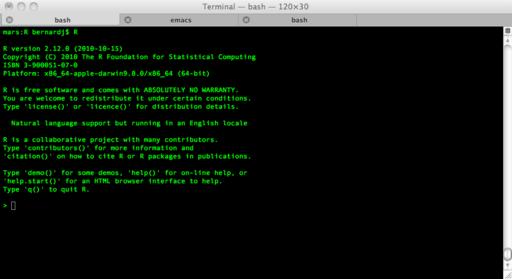 Terminal — bash — 120×30
bash
emacs
bash
mars:R bernardj$ R
R version 2.12.0 (2010-10-15)
Copyright (C) 2010 The R Foundation for Statistical Computing
ISBN 3-900051-07-0
Platform: x86_64-apple-darwin9.8.0/x86_64 (64-bit)
R is free software and comes with ABSOLUTELY NO WARRANTY.
You are welcome to redistribute it under certain conditions.
Type 'license()' or 'licence()' for distribution details.
Natural language support but running in an English locale
R is a collaborative project with many contributors.
Type 'contributors()' for more information and
'citation()' on how to cite R or R packages in publications.
Type 'demo()' for some demos, 'help()' for on-line help, or
'help.start()' for an HTML browser interface to help.
Type 'q()' to quit R.
>